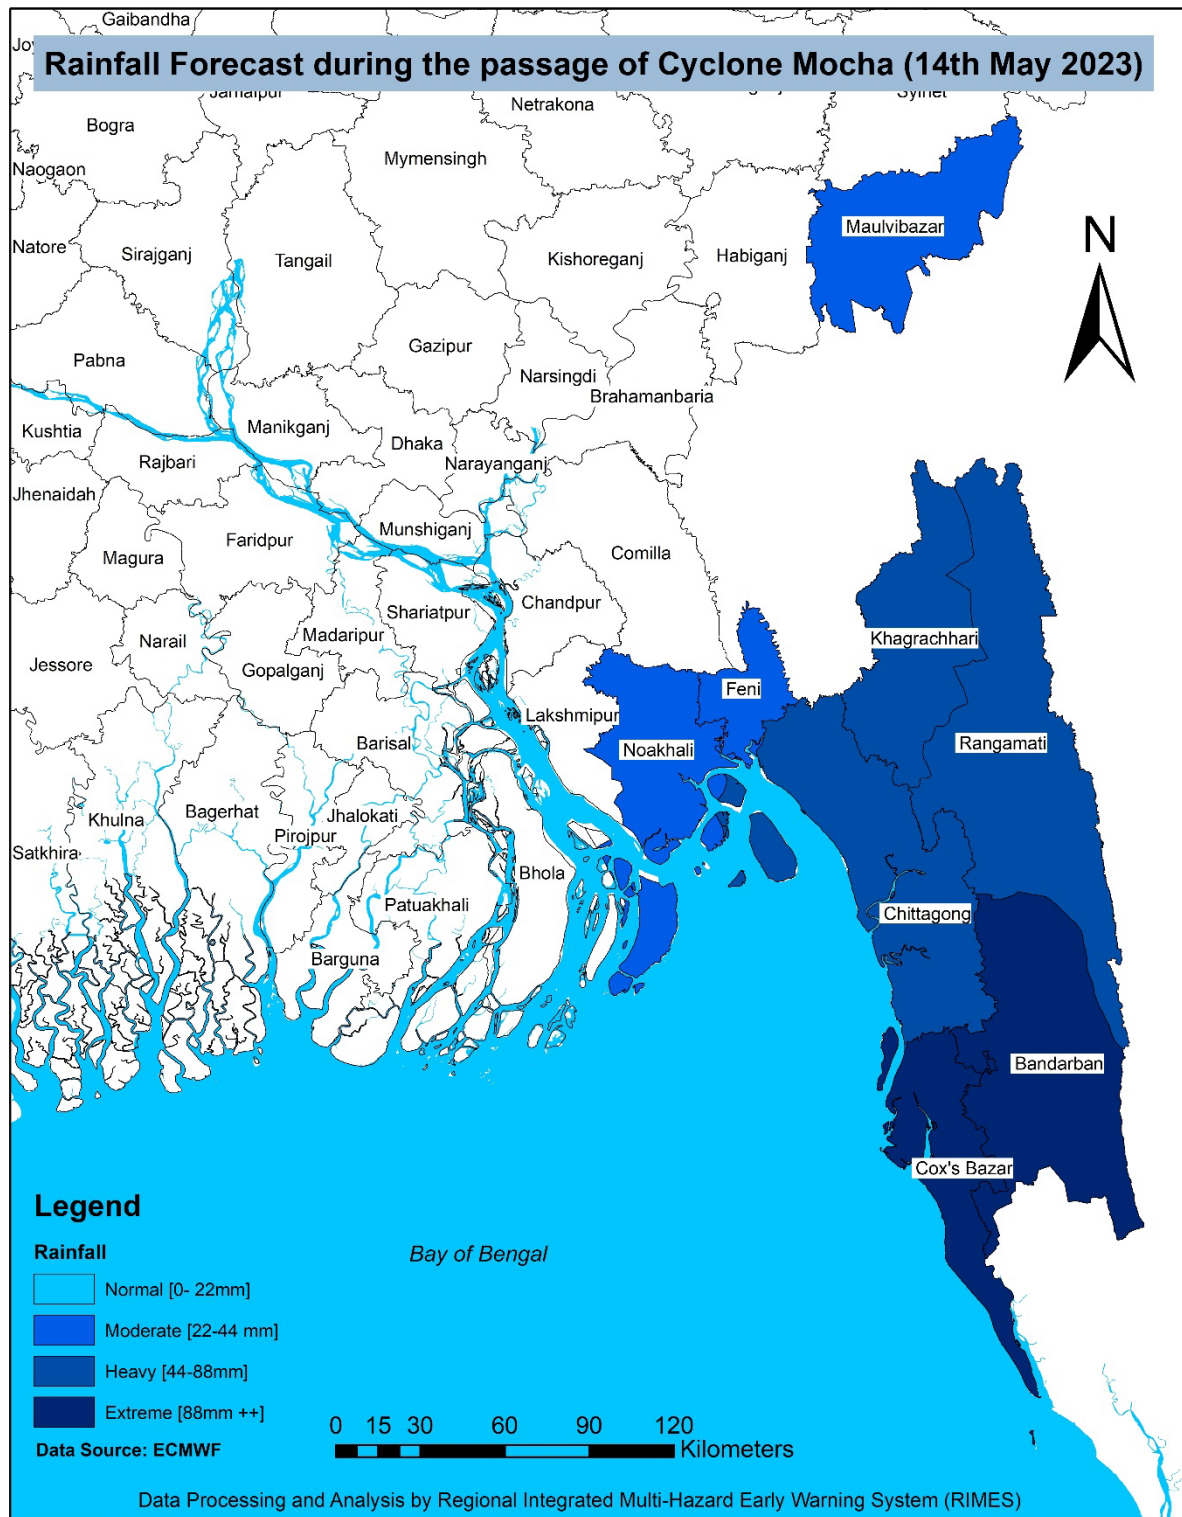 Gaibandha
Rainfall Forecast during the passage of Cyclone Mocha (14th May 2023)
Jamalpur
Netrakona
Sylhet
Bogra
Mymensingh
Naogaon
Maulvibazar
Natore
Sirajganj
Tangail
Kishoreganj
Habiganj
N
Pabna
Gazipur
Narsingdi
Brahamanbaria
Kushtia
Manikganj
Dhaka
Rajbari
Narayanganj
Jhenaidah
Munshiganj
Faridpur
Magura
Comilla
Shariatpur
Chandpur
Madaripur
Narail
Khagrachhari
Jessore
Gopalganj
Feni
Lakshmipur
Barisal
Noakhali
Rangamati
Bagerhat
Jhalokati
Khulna
Pirojpur
Satkhira
Bhola
Patuakhali
Chittagong
Barguna
Bandarban
Cox's Bazar
Legend
Rainfall
Bay of Bengal
Normal [0- 22mm]
Moderate [22-44 mm]
Heavy [44-88mm]
Extreme [88mm ++]
0 15 30 60 90 120
Kilometers
Data Source: ECMWF
Data Processing and Analysis by Regional Integrated Multi-Hazard Early Warning System (RIMES)